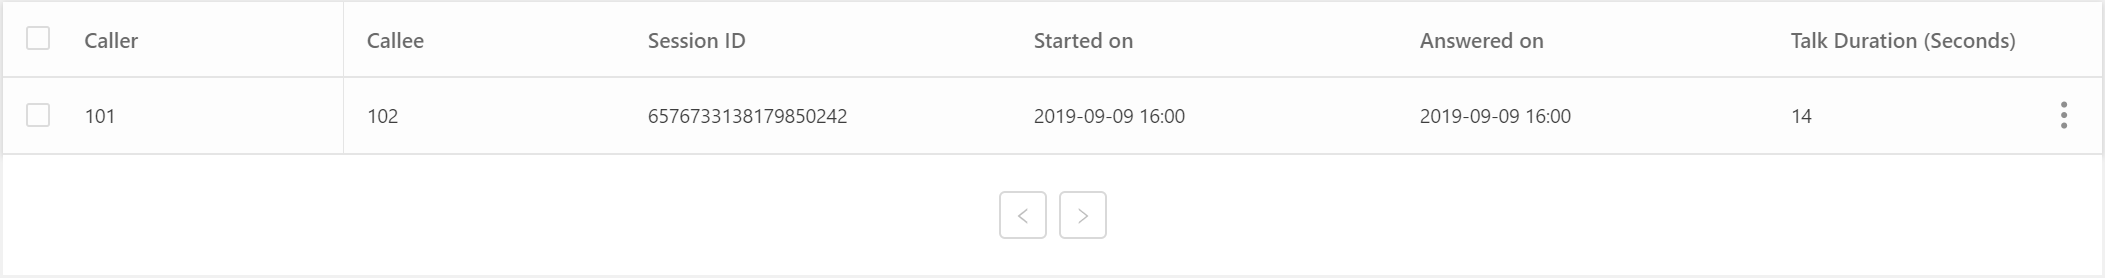 Caller Callee Session ID Started on Answered on Talk Duration (Seconds)
101 102 6576733138179850242 2019-09-09 16:00 2019-09-09 16:00 14